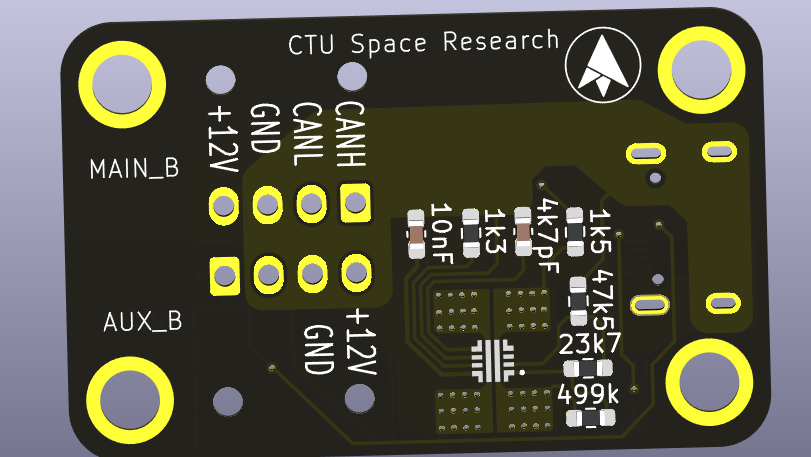 CTU Space Research
+12V
GND
CANL
CANH
MAIN_B
10nF
1k3
4k7pF
1k5
47k5
AUX_B
GND
+12V
23k7
499k